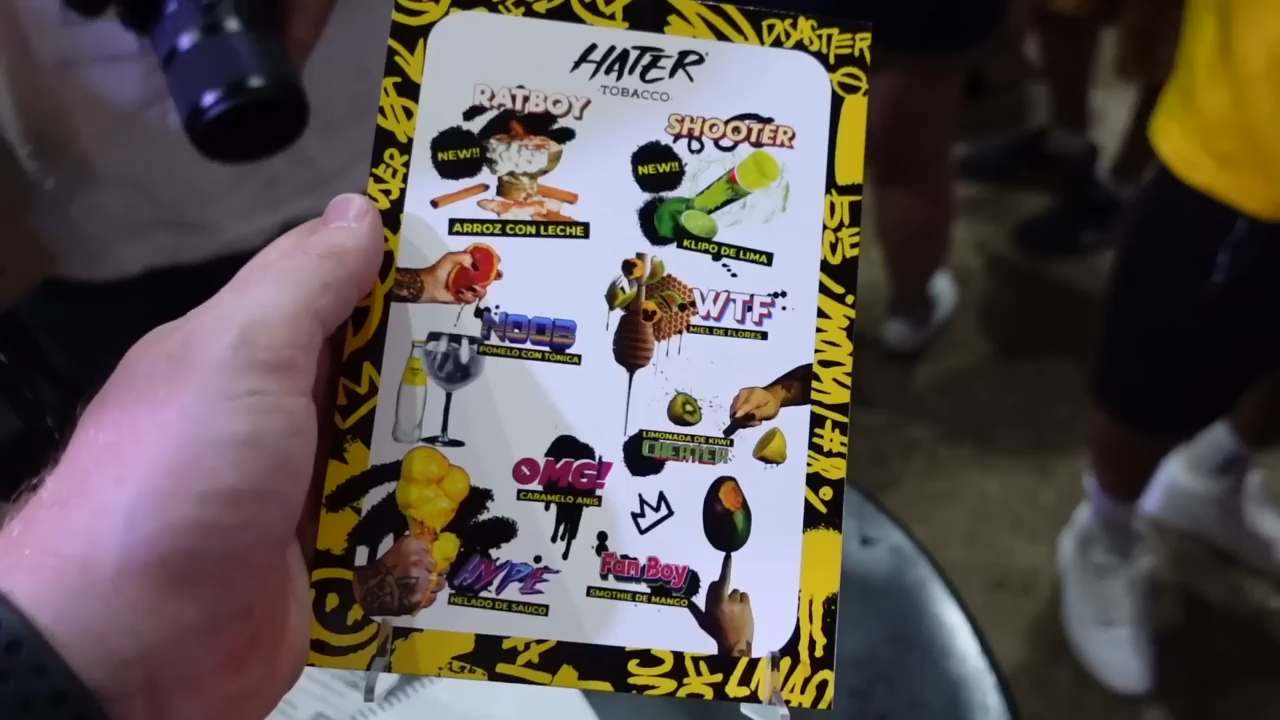 DISASTER
HATER
TOBACCO
RATBOY
NEW!!
ARROZ CON LECHE
SHOOTER
NEW!!
KLIPO DE LIMA
NOOB
POMELO CON TÓNICA
WTF
MIEL DE FLORES
LIMONADA DE KIWI
CHEATER
OMG!
CARAMELO ANIS
HYPE
HELADO DE SAUCO
Fan Boy
SMOTHIE DE MANGO